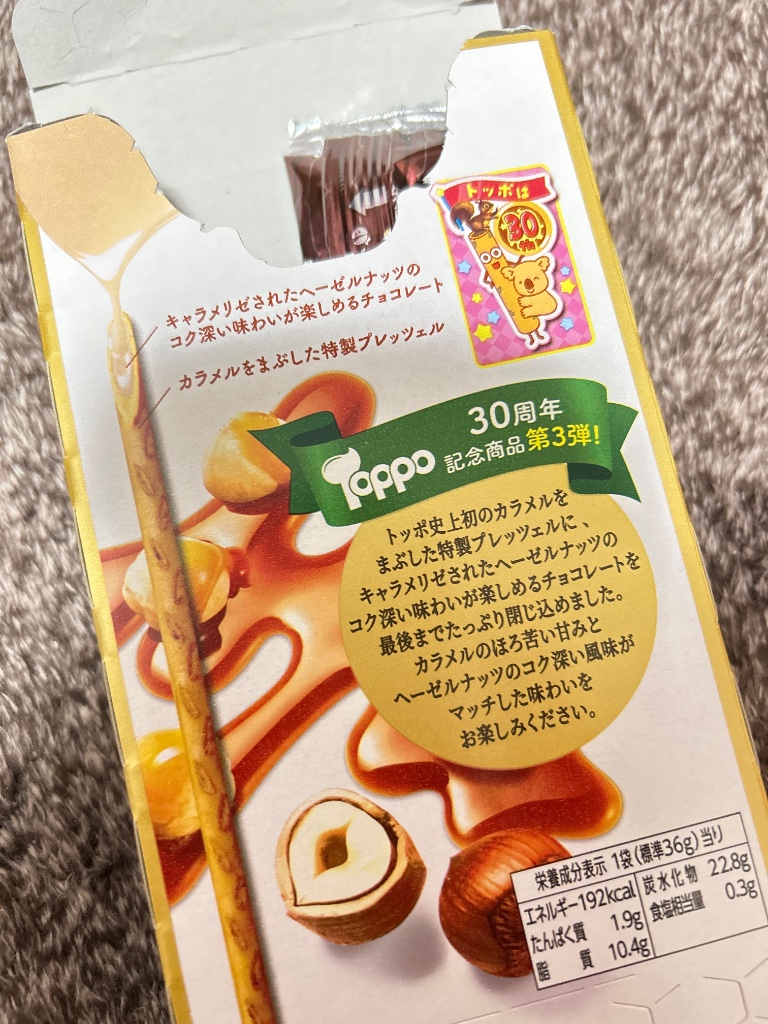 トッポは
30
th
キャラメリゼされたヘーゼルナッツの
コク深い味わいが楽しめるチョコレート
カラメルをまぶした特製プレッツェル
30周年
Toppo 記念商品 第3弾!
トッポ史上初のカラメルを
まぶした特製プレッツェルに、
キャラメリゼされたヘーゼルナッツの
コク深い味わいが楽しめるチョコレートを
最後までたっぷり閉じ込めました。
カラメルのほろ苦い甘みと
ヘーゼルナッツのコク深い風味が
マッチした味わいを
お楽しみください。
栄養成分表示 1袋(標準36g)当り
エネルギー192kcal 炭水化物 22.8g
たんぱく質 1.9g 食塩相当量 0.3g
脂質 10.4g